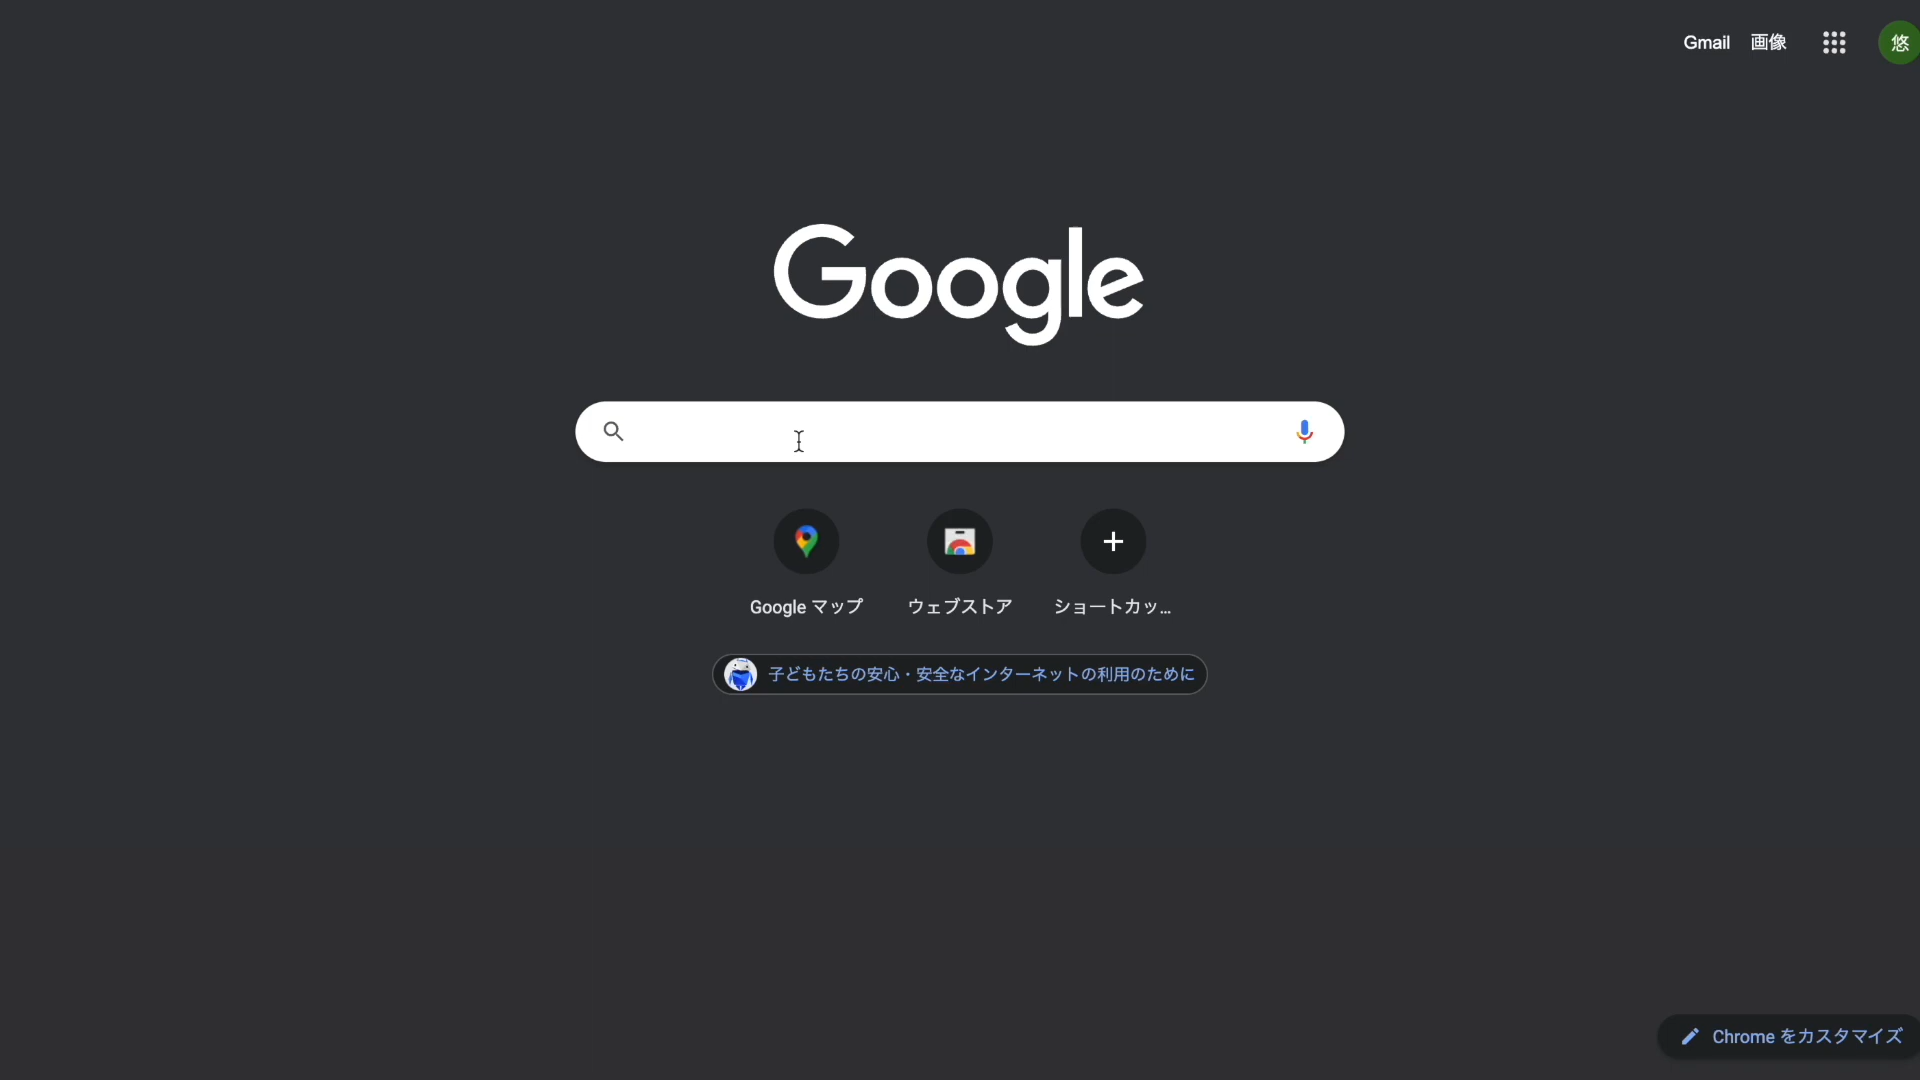 Gmail 画像 悠
Google
Google マップ ウェブストア ショートカッ...
子どもたちの安心・安全なインターネットの利用のために
Chrome をカスタマイズ